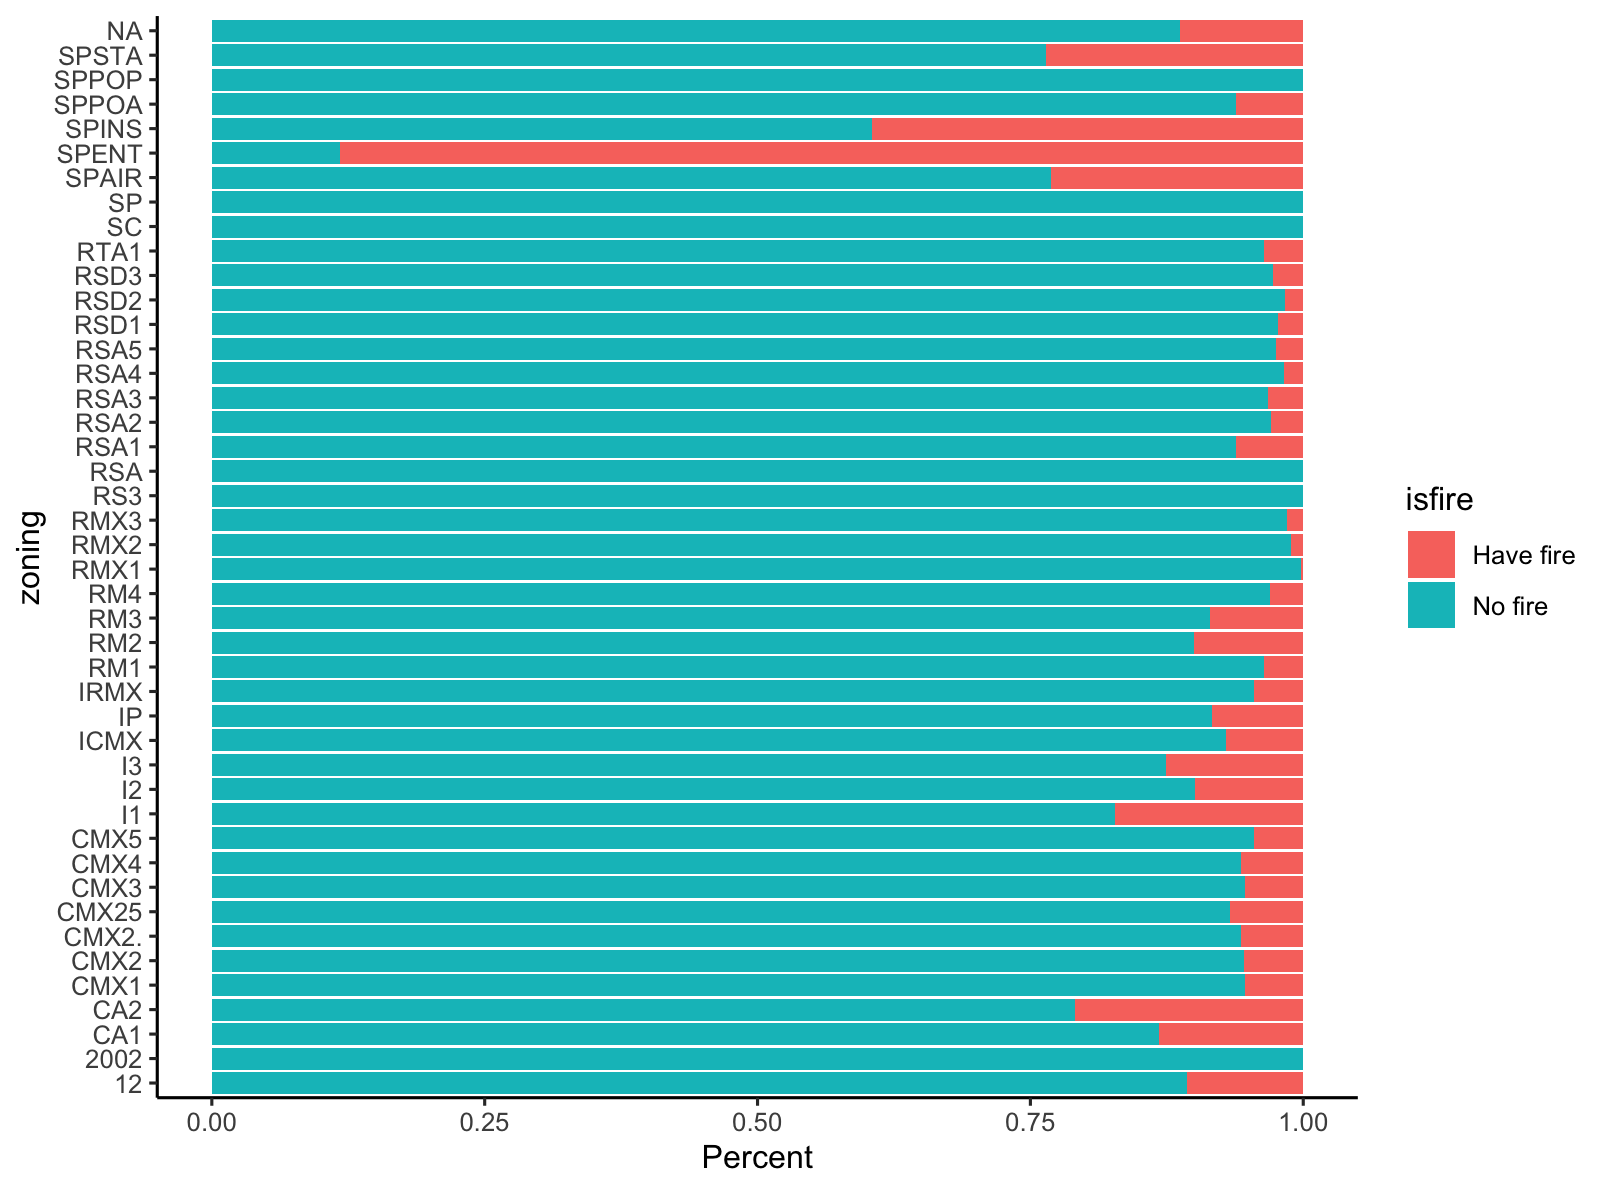 NA
SPSTA
SPPOP
SPPOA
SPINS
SPENT
SPAIR
SP
SC
RTA1
RSD3
RSD2
RSD1
RSA5
RSA4
RSA3
RSA2
RSA1
RSA
RS3
RMX3
RMX2
RMX1
RM4
RM3
RM2
RM1
IRMX
IP
ICMX
I3
I2
I1
CMX5
CMX4
CMX3
CMX25
CMX2.
CMX2
CMX1
CA2
CA1
2002
12
zoning
0.00 0.25 0.50 0.75 1.00
Percent
isfire
Have fire
No fire